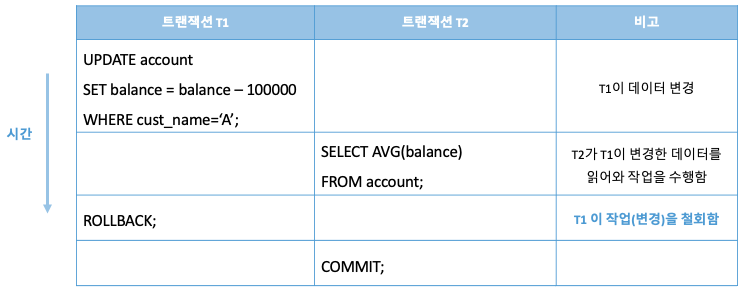 트랜잭션 T1
트랜잭션 T2
비고
시간
UPDATE account
SET balance = balance – 100000
WHERE cust_name=‘A’;
T1이 데이터 변경
SELECT AVG(balance)
FROM account;
T2가 T1이 변경한 데이터를
읽어와 작업을 수행함
ROLLBACK;
T1 이 작업(변경)을 철회함
COMMIT;